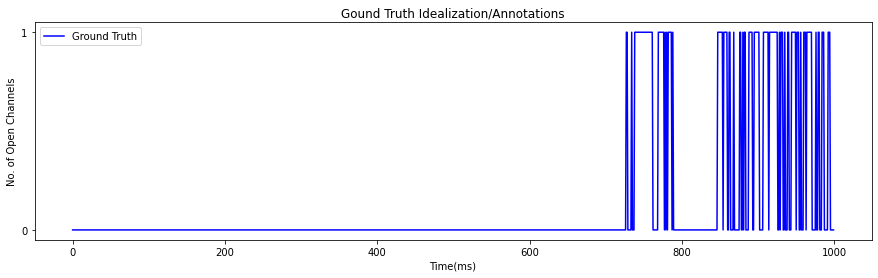 Gound Truth Idealization/Annotations
Ground Truth
1
0
No. of Open Channels
0 200 400 600 800 1000
Time(ms)